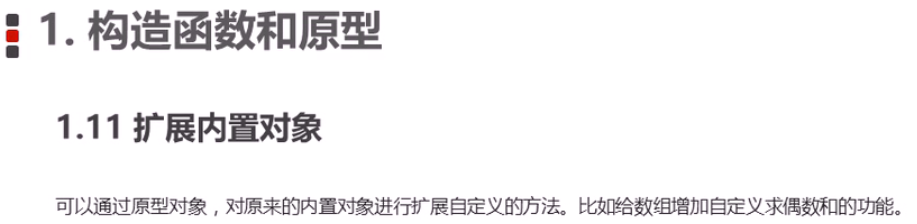 1. 构造函数和原型
1.11 扩展内置对象
可以通过原型对象，对原来的内置对象进行扩展自定义的方法。比如给数组增加自定义求偶数和的功能。